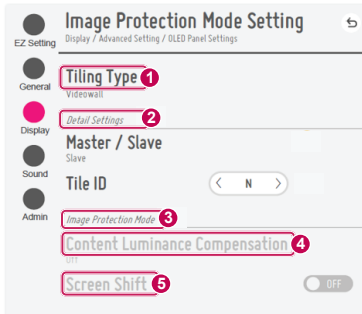 Image Protection Mode Setting
Display / Advanced Setting / OLED Panel Settings
EZ Setting
General
Display
Sound
Admin
Tiling Type 1
Videowall
Detail Settings 2
Master / Slave
Slave
Tile ID
< N >
Image Protection Mode 3
Content Luminance Compensation 4
Off
Screen Shift 5
OFF